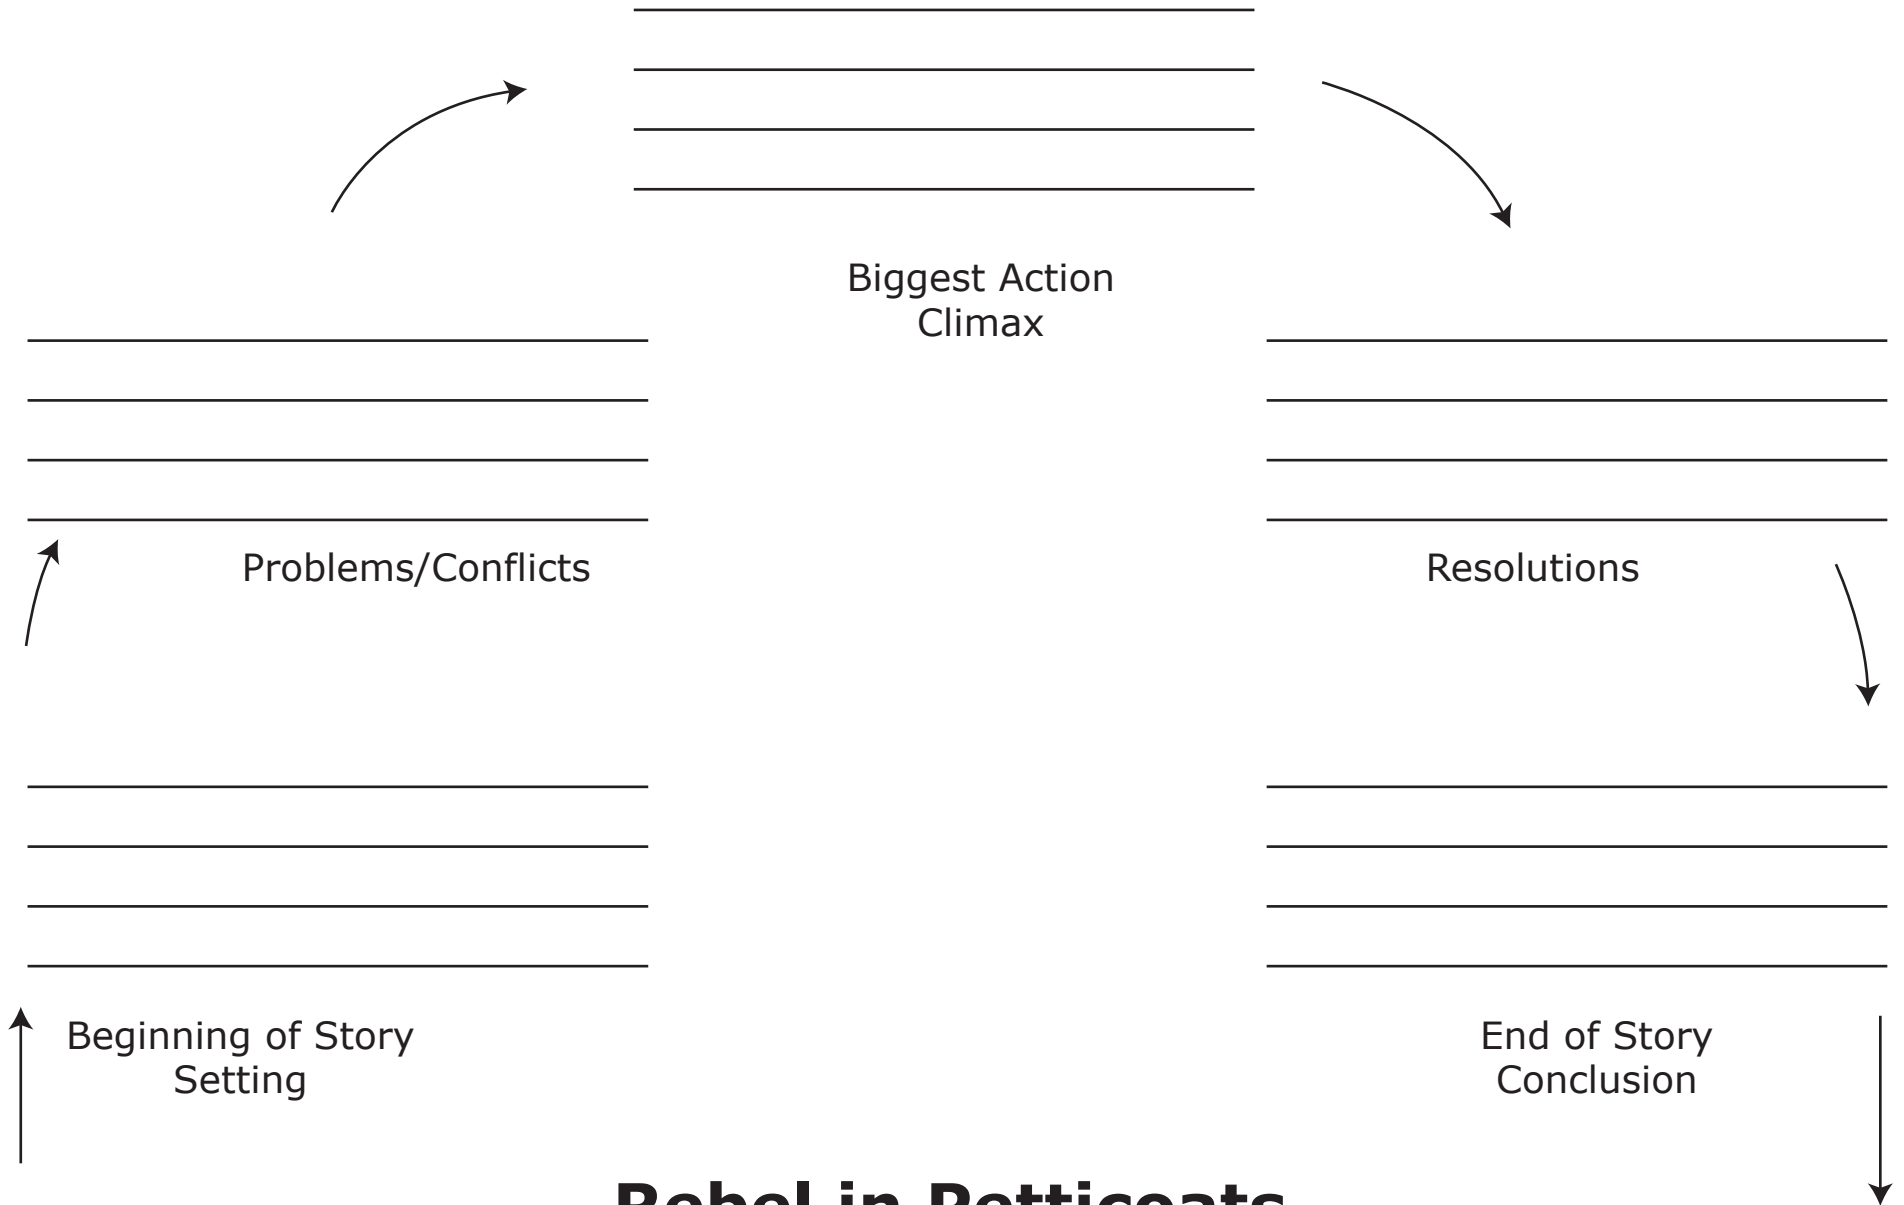 Biggest Action
Climax
Problems/Conflicts
Resolutions
Beginning of Story
Setting
End of Story
Conclusion
Rebel in Petticoats